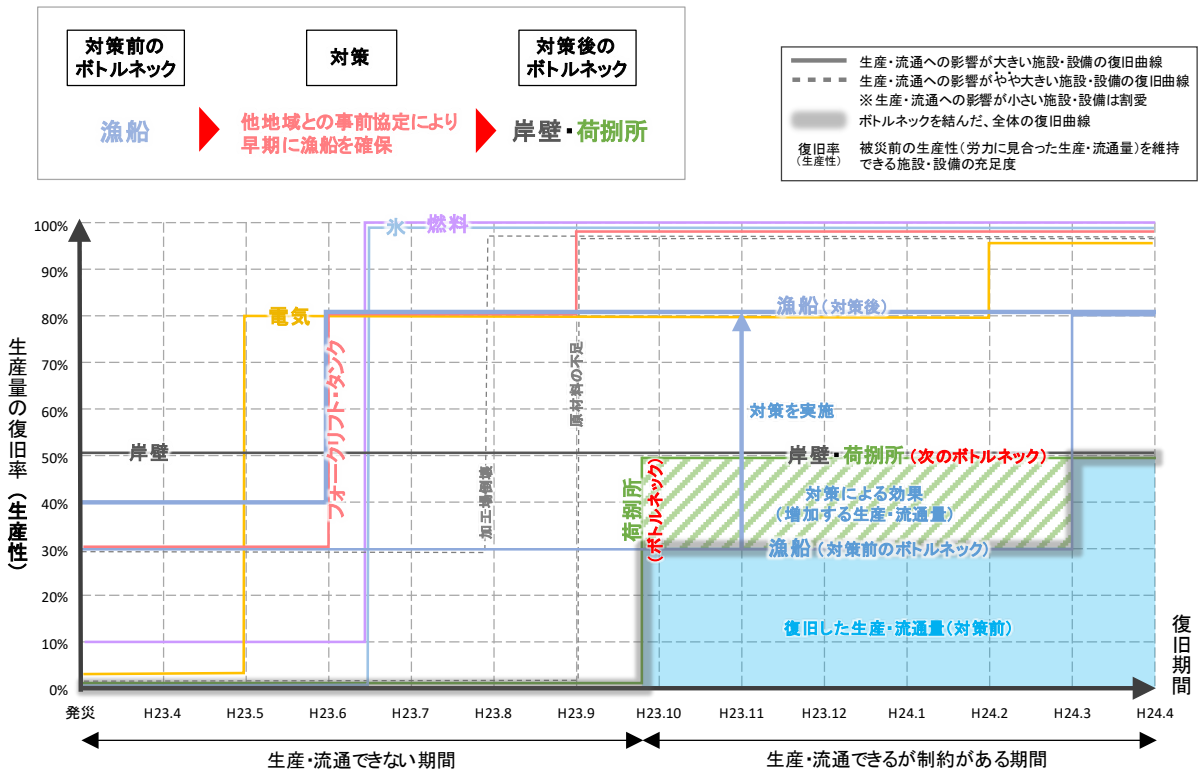 対策前の
ボトルネック
対策
対策後の
ボトルネック
漁船
他地域との事前協定により
早期に漁船を確保
岸壁・荷捌所
生産・流通への影響が大きい施設・設備の復旧曲線
生産・流通への影響がやや大きい施設・設備の復旧曲線
※生産・流通への影響が小さい施設・設備は割愛
ボトルネックを結んだ、全体の復旧曲線
復旧率
(生産性)
被災前の生産性(労力に見合った生産・流通量)を維持
できる施設・設備の充足度
生産量の復旧率(生産性)
100%
90%
80%
70%
60%
50%
40%
30%
20%
10%
0%
氷
燃料
電気
漁船(対策後)
フォークリフト・タンク
原材料の不足
対策を実施
岸壁
岸壁・荷捌所(次のボトルネック)
加工場倒壊
荷捌所
(ボトルネック)
対策による効果
(増加する生産・流通量)
漁船(対策前のボトルネック)
復旧した生産・流通量(対策前)
復旧期間
発災
H23.4
H23.5
H23.6
H23.7
H23.8
H23.9
H23.10
H23.11
H23.12
H24.1
H24.2
H24.3
H24.4
生産・流通できない期間
生産・流通できるが制約がある期間